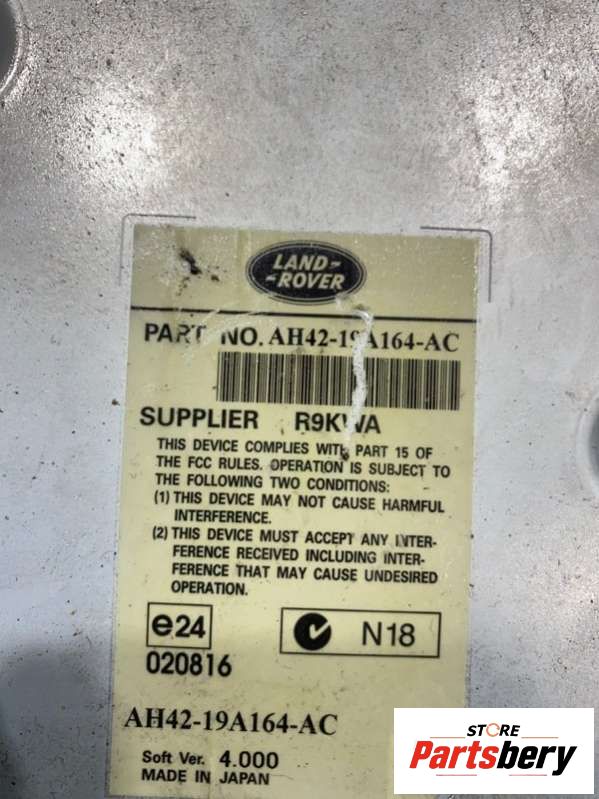 LAND-
-ROVER
PART NO. AH42-19A164-AC
SUPPLIER R9KWA
THIS DEVICE COMPLIES WITH PART 15 OF
THE FCC RULES. OPERATION IS SUBJECT TO
THE FOLLOWING TWO CONDITIONS:
(1) THIS DEVICE MAY NOT CAUSE HARMFUL
INTERFERENCE.
(2) THIS DEVICE MUST ACCEPT ANY INTER-
FERENCE RECEIVED INCLUDING INTER-
FERENCE THAT MAY CAUSE UNDESIRED
OPERATION.
e24
N18
020816
AH42-19A164-AC
Soft Ver. 4.000
MADE IN JAPAN
STORE
Partsbery